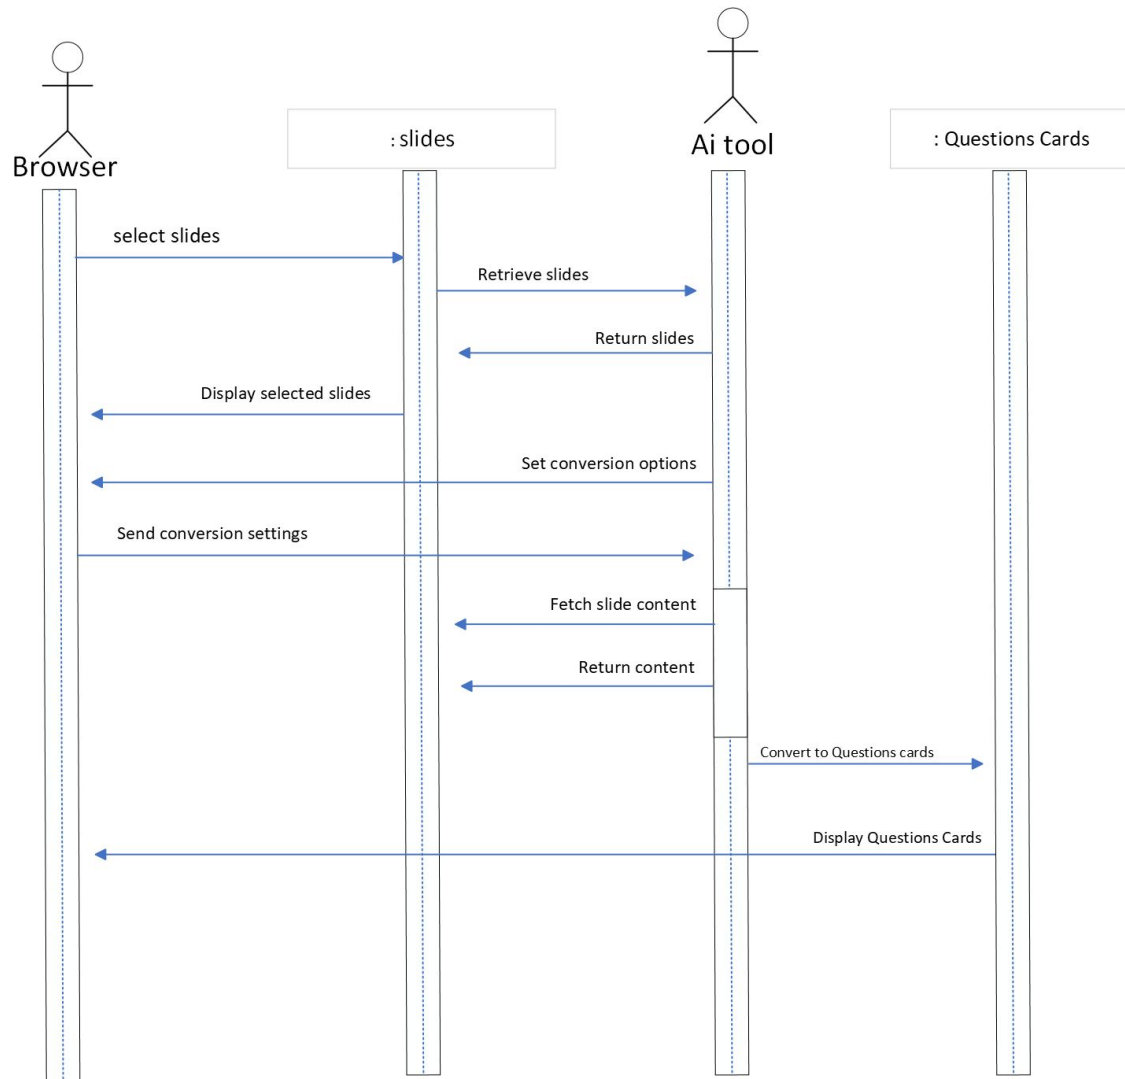 Browser
: slides
Ai tool
: Questions Cards
select slides
Retrieve slides
Return slides
Display selected slides
Set conversion options
Send conversion settings
Fetch slide content
Return content
Convert to Questions cards
Display Questions Cards